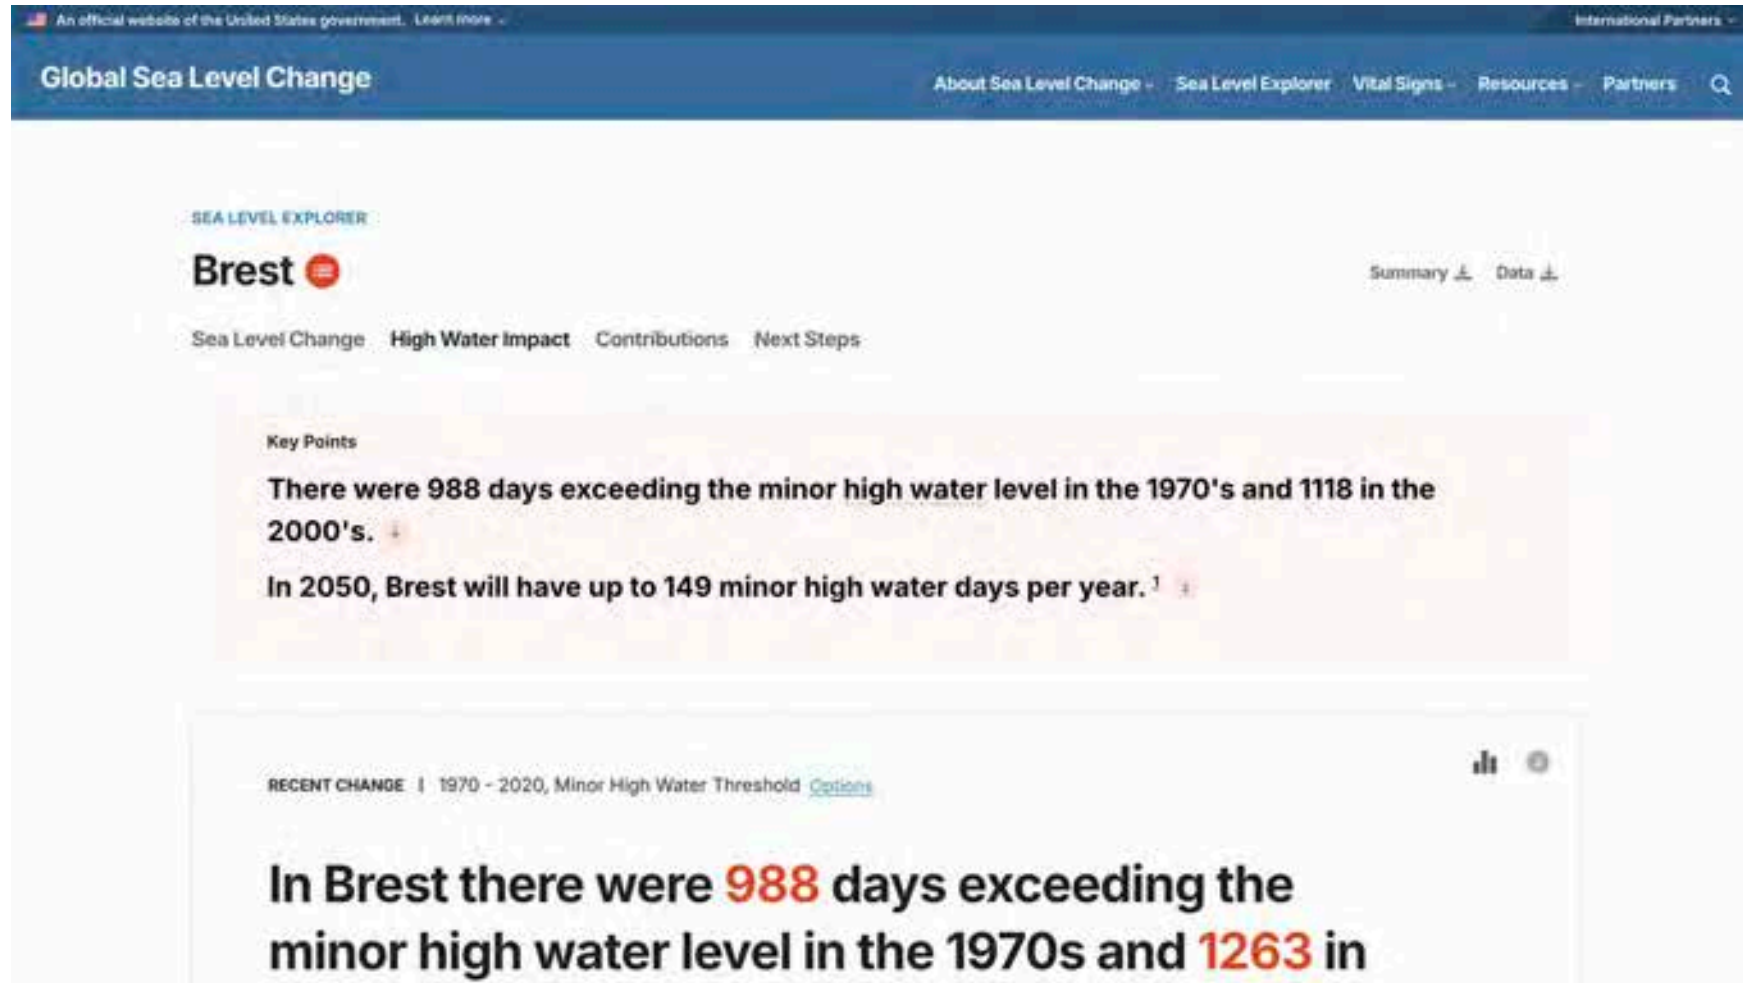 An official website of the United States government. Learn more
International Partners
Global Sea Level Change
About Sea Level Change
Sea Level Explorer
Vital Signs
Resources
Partners
SEA LEVEL EXPLORER
Brest
Summary
Data
Sea Level Change
High Water Impact
Contributions
Next Steps
Key Points
There were 988 days exceeding the minor high water level in the 1970's and 1118 in the
2000's.
In 2050, Brest will have up to 149 minor high water days per year. 1
RECENT CHANGE | 1970 - 2020, Minor High Water Threshold Options
In Brest there were 988 days exceeding the
minor high water level in the 1970s and 1263 in